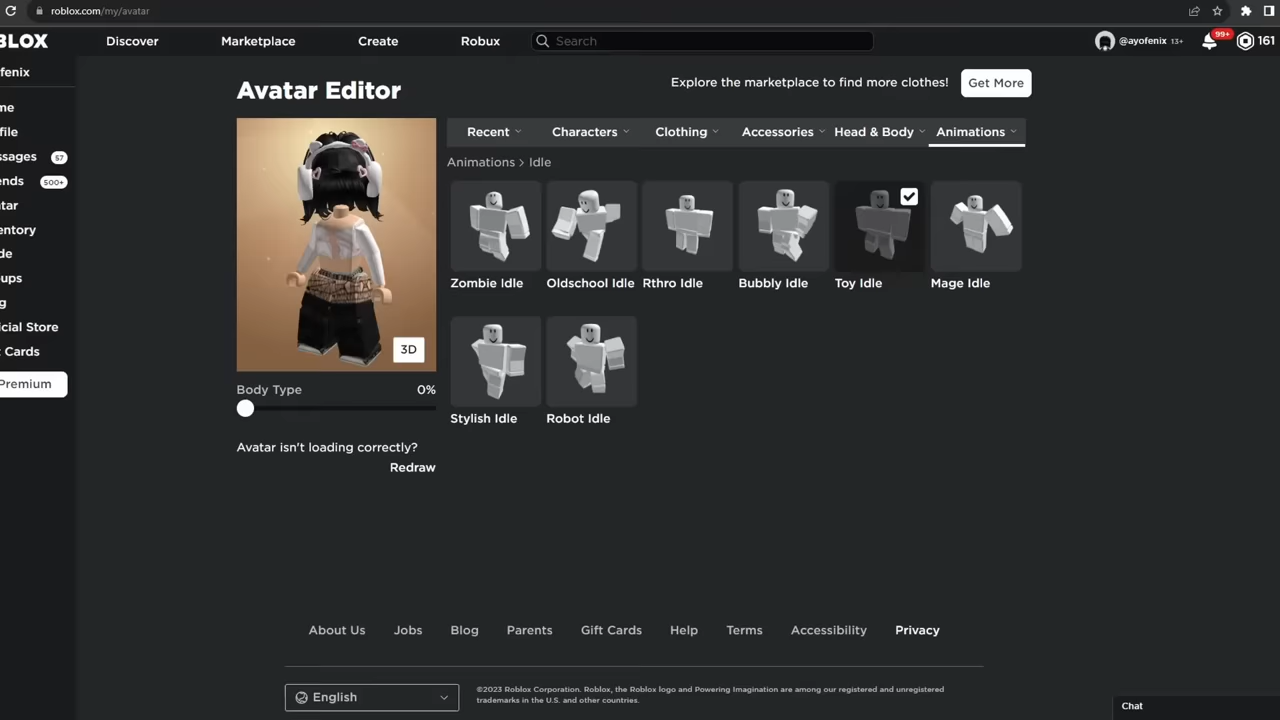 roblox.com/my/avatar
BLOX
Discover
Marketplace
Create
Robux
Search
@ayofenix 13+
99+
161
Avatar Editor
Explore the marketplace to find more clothes!
Get More
Recent
Characters
Clothing
Accessories
Head & Body
Animations
Animations > Idle
Zombie Idle
Oldschool Idle
Rthro Idle
Bubbly Idle
Toy Idle
Mage Idle
Stylish Idle
Robot Idle
3D
Body Type
0%
Avatar isn't loading correctly?
Redraw
ofenix
me
file
ssages 57
ends 500+
tar
entory
de
oups
g
icial Store
t Cards
Premium
About Us
Jobs
Blog
Parents
Gift Cards
Help
Terms
Accessibility
Privacy
English
©2023 Roblox Corporation. Roblox, the Roblox logo and Powering Imagination are among our registered and unregistered
trademarks in the U.S. and other countries.
Chat